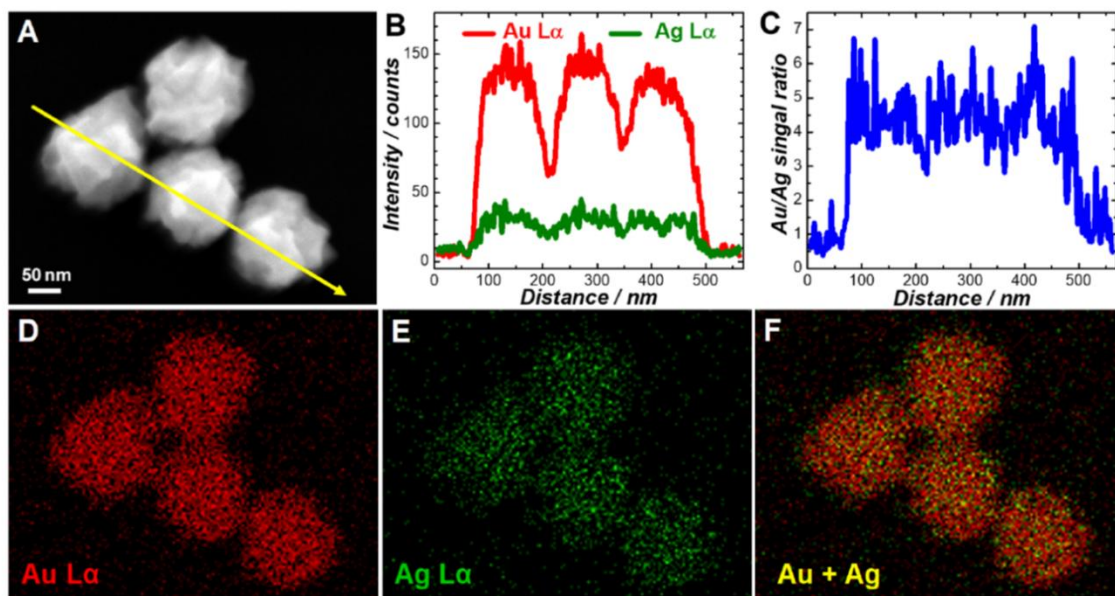 A
50 nm
B
Au Lα
Ag Lα
Intensity / counts
150
100
50
0
0 100 200 300 400 500
Distance / nm
C
Au/Ag singal ratio
7
6
5
4
3
2
1
0
0 100 200 300 400 500
Distance / nm
D
Au Lα
E
Ag Lα
F
Au + Ag